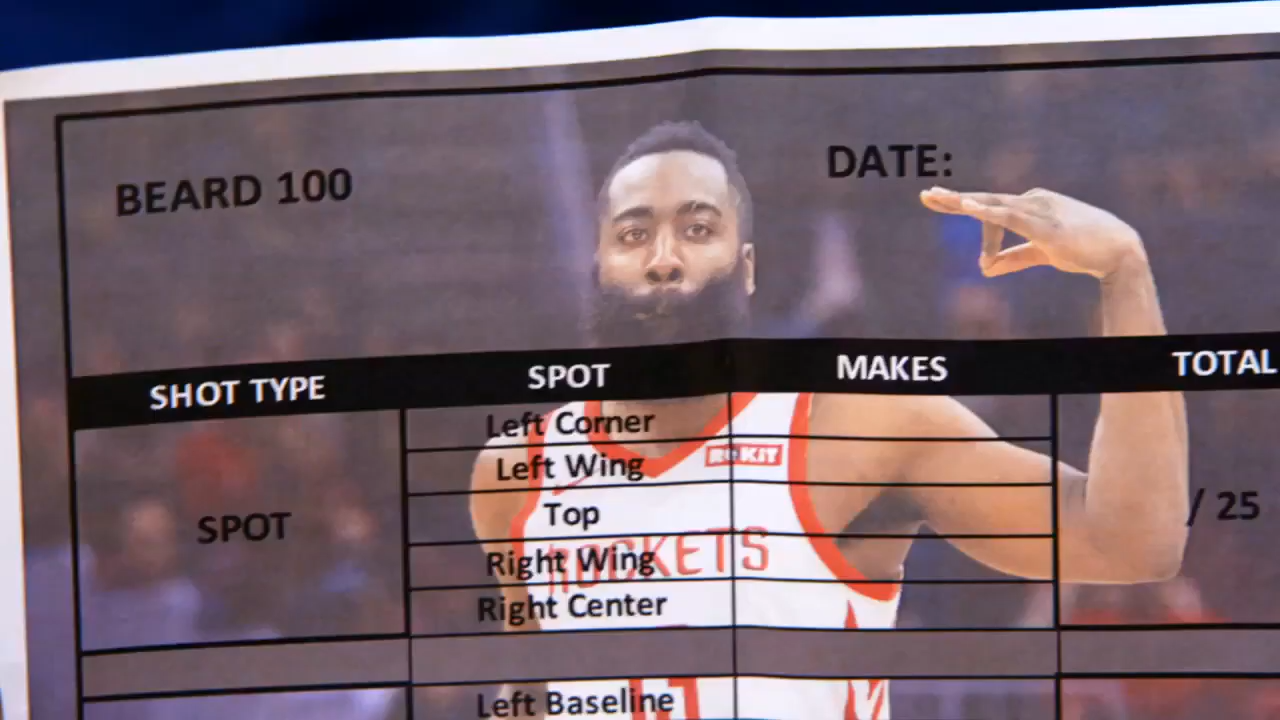 BEARD 100
DATE:
SHOT TYPE SPOT MAKES TOTAL
Left Corner
Left Wing
Top
Right Wing
Right Center
SPOT
/ 25
ROKiT
ROCKETS
Left Baseline